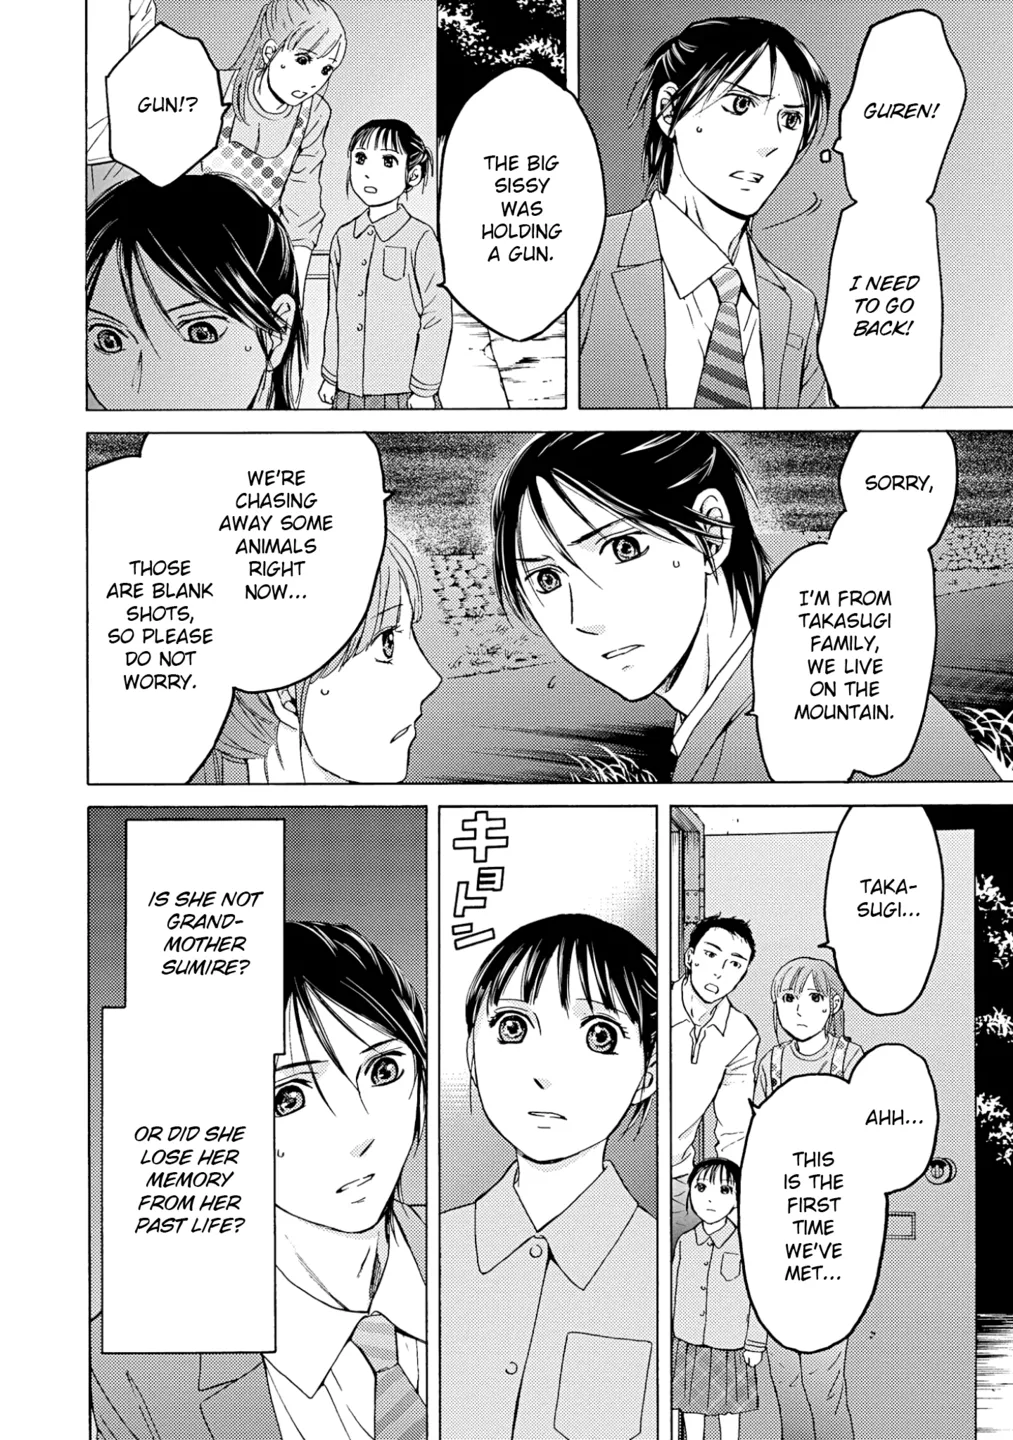 GUREN!
I NEED
TO GO
BACK!
THE BIG
SISSY
WAS
HOLDING
A GUN.
GUN!?
SORRY,
I'M FROM
TAKASUGI
FAMILY,
WE LIVE
ON THE
MOUNTAIN.
WE'RE
CHASING
AWAY SOME
ANIMALS
RIGHT
NOW...
THOSE
ARE BLANK
SHOTS,
SO PLEASE
DO NOT
WORRY.
TAKA-
SUGI...
AHH...
THIS
IS THE
FIRST
TIME
WE'VE
MET...
キョトン
IS SHE NOT
GRAND-
MOTHER
SUMIRE?
OR DID SHE
LOSE HER
MEMORY
FROM HER
PAST LIFE?